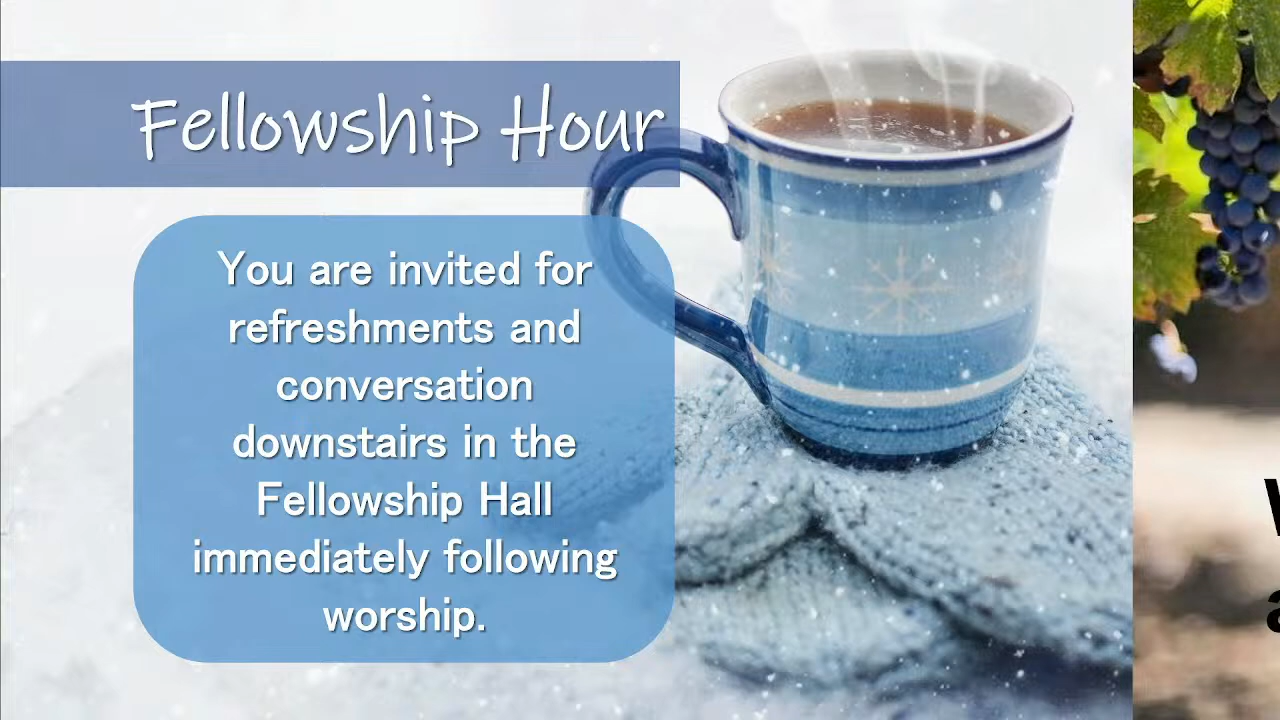 Fellowship Hour
You are invited for
refreshments and
conversation
downstairs in the
Fellowship Hall
immediately following
worship.